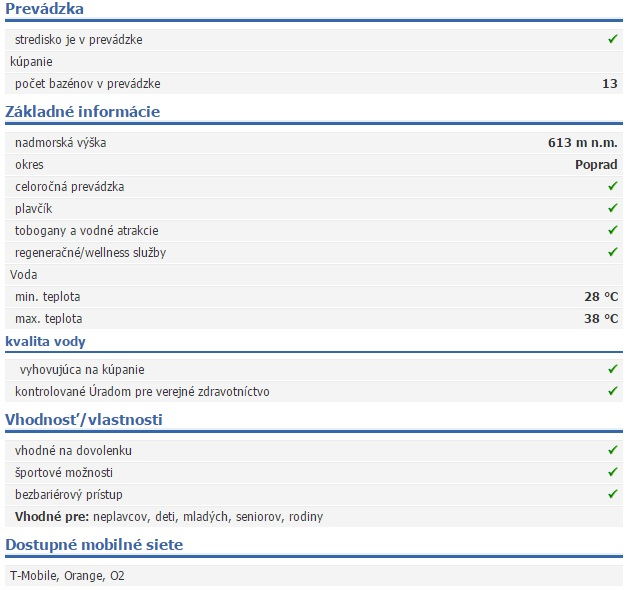 Prevádzka
stredisko je v prevádzke ✓
kúpanie
počet bazénov v prevádzke 13
Základné informácie
nadmorská výška 613 m n.m.
okres Poprad
celoročná prevádzka ✓
plavčík ✓
tobogany a vodné atrakcie ✓
regeneračné/wellness služby ✓
Voda
min. teplota 28 °C
max. teplota 38 °C
kvalita vody
vyhovujúca na kúpanie ✓
kontrolované Úradom pre verejné zdravotníctvo ✓
Vhodnosť/vlastnosti
vhodné na dovolenku ✓
športové možnosti ✓
bezbariérový prístup ✓
Vhodné pre: neplavcov, deti, mladých, seniorov, rodiny
Dostupné mobilné siete
T-Mobile, Orange, O2